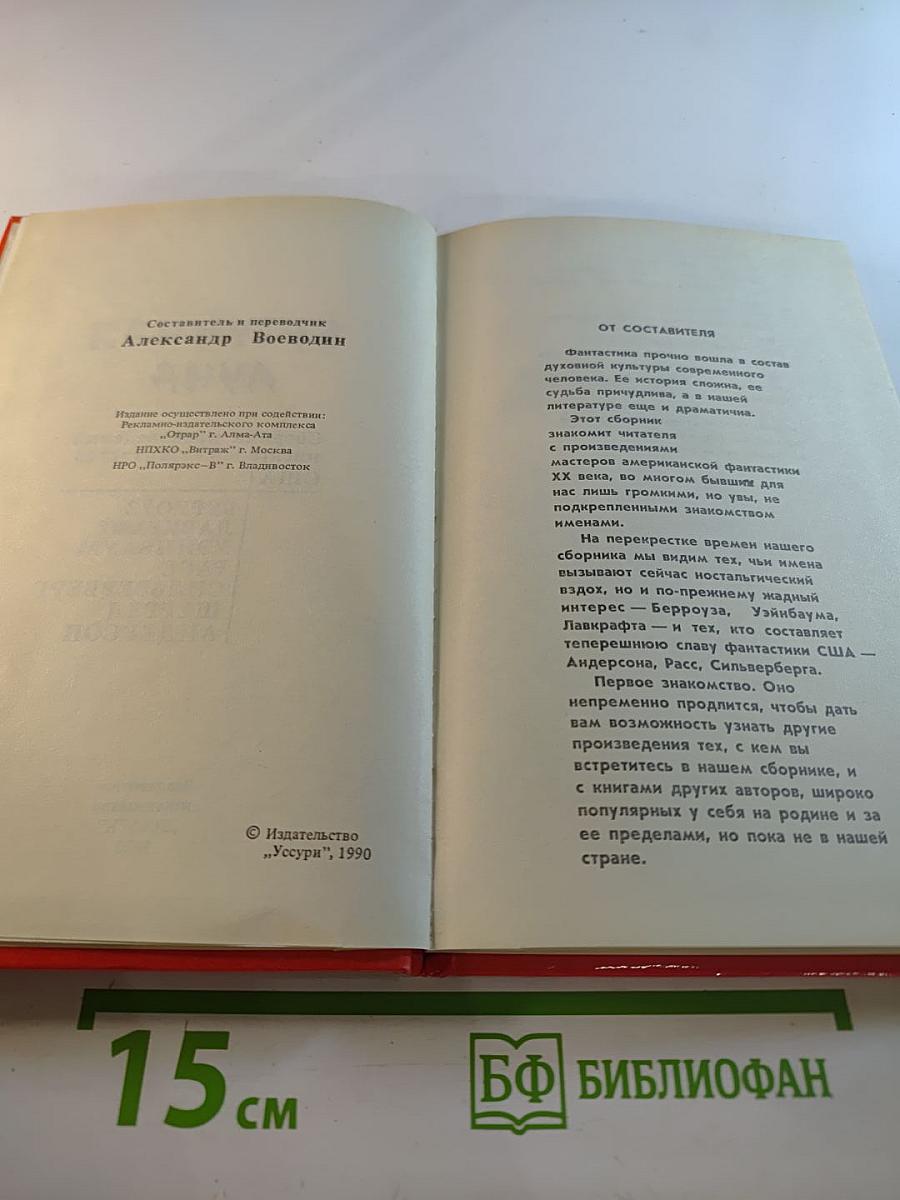 Составитель и переводчик
Александр Воеводин
Издание осуществлено при содействии:
Рекламно-издательского комплекса
„Отрар" г. Алма-Ата
НПХКО „Витраж" г. Москва
НРО „Полярэкс—В" г. Владивосток
© Издательство
„Уссури", 1990
ОТ СОСТАВИТЕЛЯ
Фантастика прочно вошла в состав
духовной культуры современного
человека. Ее история сложна, ее
судьба причудлива, а в нашей
литературе еще и драматична.
Этот сборник
знакомит читателя
с произведениями
мастеров американской фантастики
XX века, во многом бывшим для
нас лишь громкими, но увы, не
подкрепленными знакомством
именами.
На перекрестке времен нашего
сборника мы видим тех, чьи имена
вызывают сейчас ностальгический
вздох, но и по-прежнему жадный
интерес — Берроуза, Уэйнбаума,
Лавкрафта — и тех, кто составляет
теперешнюю славу фантастики США —
Андерсона, Расс, Сильверберга.
Первое знакомство. Оно
непременно продлится, чтобы дать
вам возможность узнать другие
произведения тех, с кем вы
встретитесь в нашем сборнике, и
с книгами других авторов, широко
популярных у себя на родине и за
ее пределами, но пока не в нашей
стране.
15 см
БФ БИБЛИОФАН